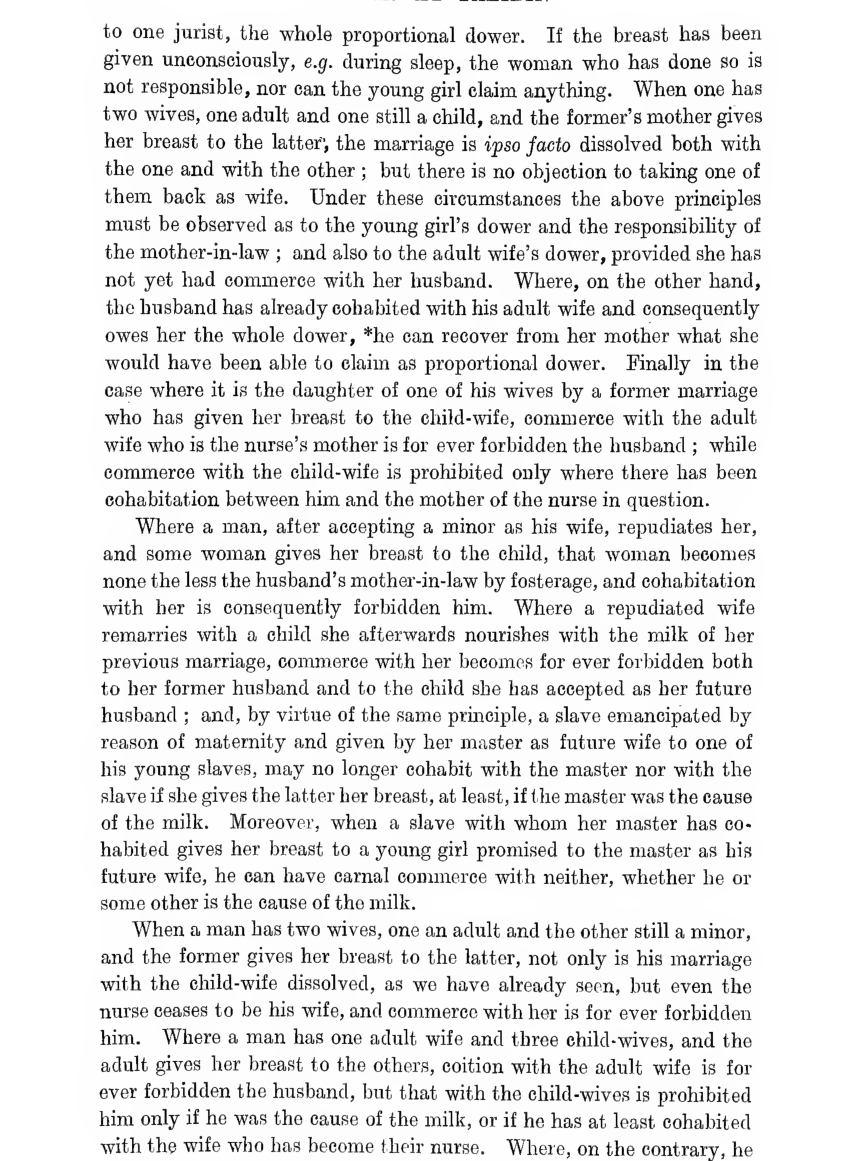 to one jurist, the whole proportional dower. If the breast has been
given unconsciously, e.g. during sleep, the woman who has done so is
not responsible, nor can the young girl claim anything. When one has
two wives, one adult and one still a child, and the former's mother gives
her breast to the latter, the marriage is ipso facto dissolved both with
the one and with the other ; but there is no objection to taking one of
them back as wife. Under these circumstances the above principles
must be observed as to the young girl's dower and the responsibility of
the mother-in-law ; and also to the adult wife's dower, provided she has
not yet had commerce with her husband. Where, on the other hand,
the husband has already cohabited with his adult wife and consequently
owes her the whole dower, *he can recover from her mother what she
would have been able to claim as proportional dower. Finally in the
case where it is the daughter of one of his wives by a former marriage
who has given her breast to the child-wife, commerce with the adult
wife who is the nurse's mother is for ever forbidden the husband ; while
commerce with the child-wife is prohibited only where there has been
cohabitation between him and the mother of the nurse in question.
Where a man, after accepting a minor as his wife, repudiates her,
and some woman gives her breast to the child, that woman becomes
none the less the husband's mother-in-law by fosterage, and cohabitation
with her is consequently forbidden him. Where a repudiated wife
remarries with a child she afterwards nourishes with the milk of her
previous marriage, commerce with her becomes for ever forbidden both
to her former husband and to the child she has accepted as her future
husband ; and, by virtue of the same principle, a slave emancipated by
reason of maternity and given by her master as future wife to one of
his young slaves, may no longer cohabit with the master nor with the
slave if she gives the latter her breast, at least, if the master was the cause
of the milk. Moreover, when a slave with whom her master has co-
habited gives her breast to a young girl promised to the master as his
future wife, he can have carnal commerce with neither, whether he or
some other is the cause of the milk.
When a man has two wives, one an adult and the other still a minor,
and the former gives her breast to the latter, not only is his marriage
with the child-wife dissolved, as we have already seen, but even the
nurse ceases to be his wife, and commerce with her is for ever forbidden
him. Where a man has one adult wife and three child-wives, and the
adult gives her breast to the others, coition with the adult wife is for
ever forbidden the husband, but that with the child-wives is prohibited
him only if he was the cause of the milk, or if he has at least cohabited
with the wife who has become their nurse. Where, on the contrary, he